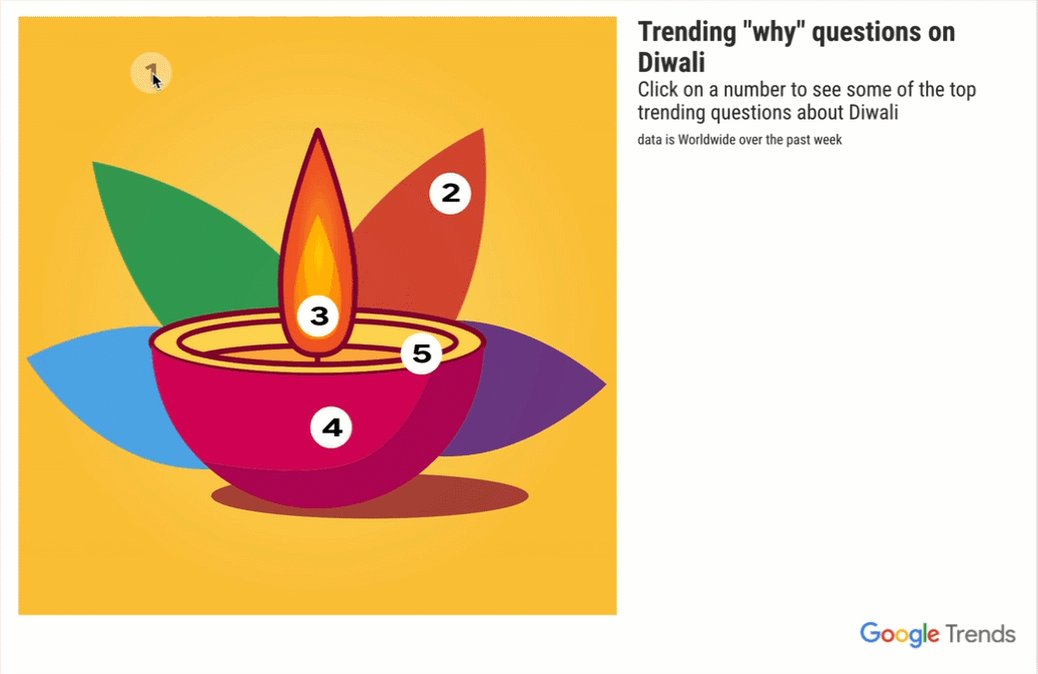 Trending "why" questions on
Diwali
Click on a number to see some of the top
trending questions about Diwali
data is Worldwide over the past week
1
2
3
5
4
Google Trends